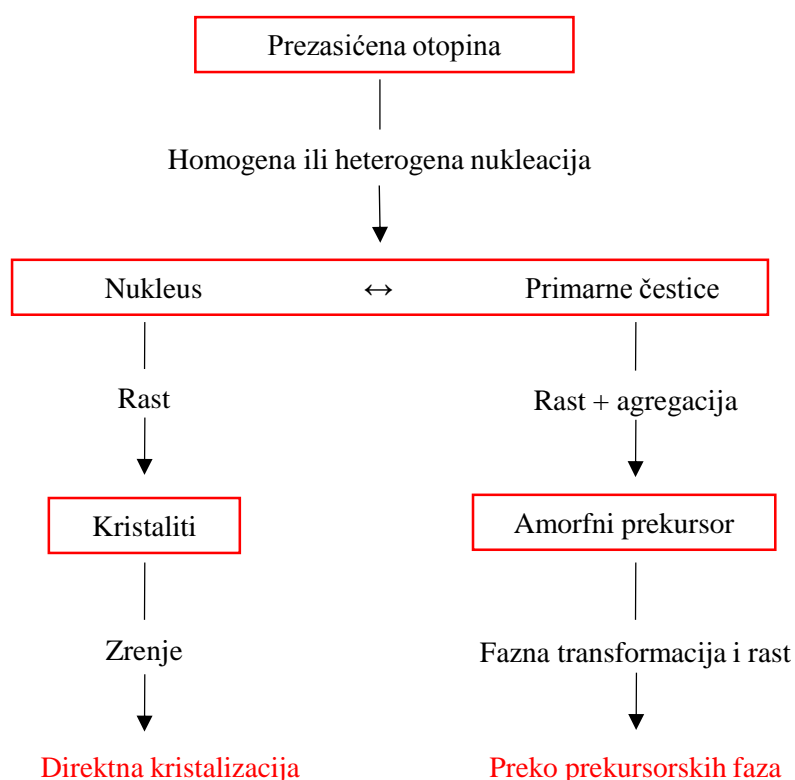 Prezasićena otopina
Homogena ili heterogena nukleacija
Nukleus ↔ Primarne čestice
Rast
Rast + agregacija
Kristaliti
Amorfni prekursor
Zrenje
Fazna transformacija i rast
Direktna kristalizacija
Preko prekursorskih faza